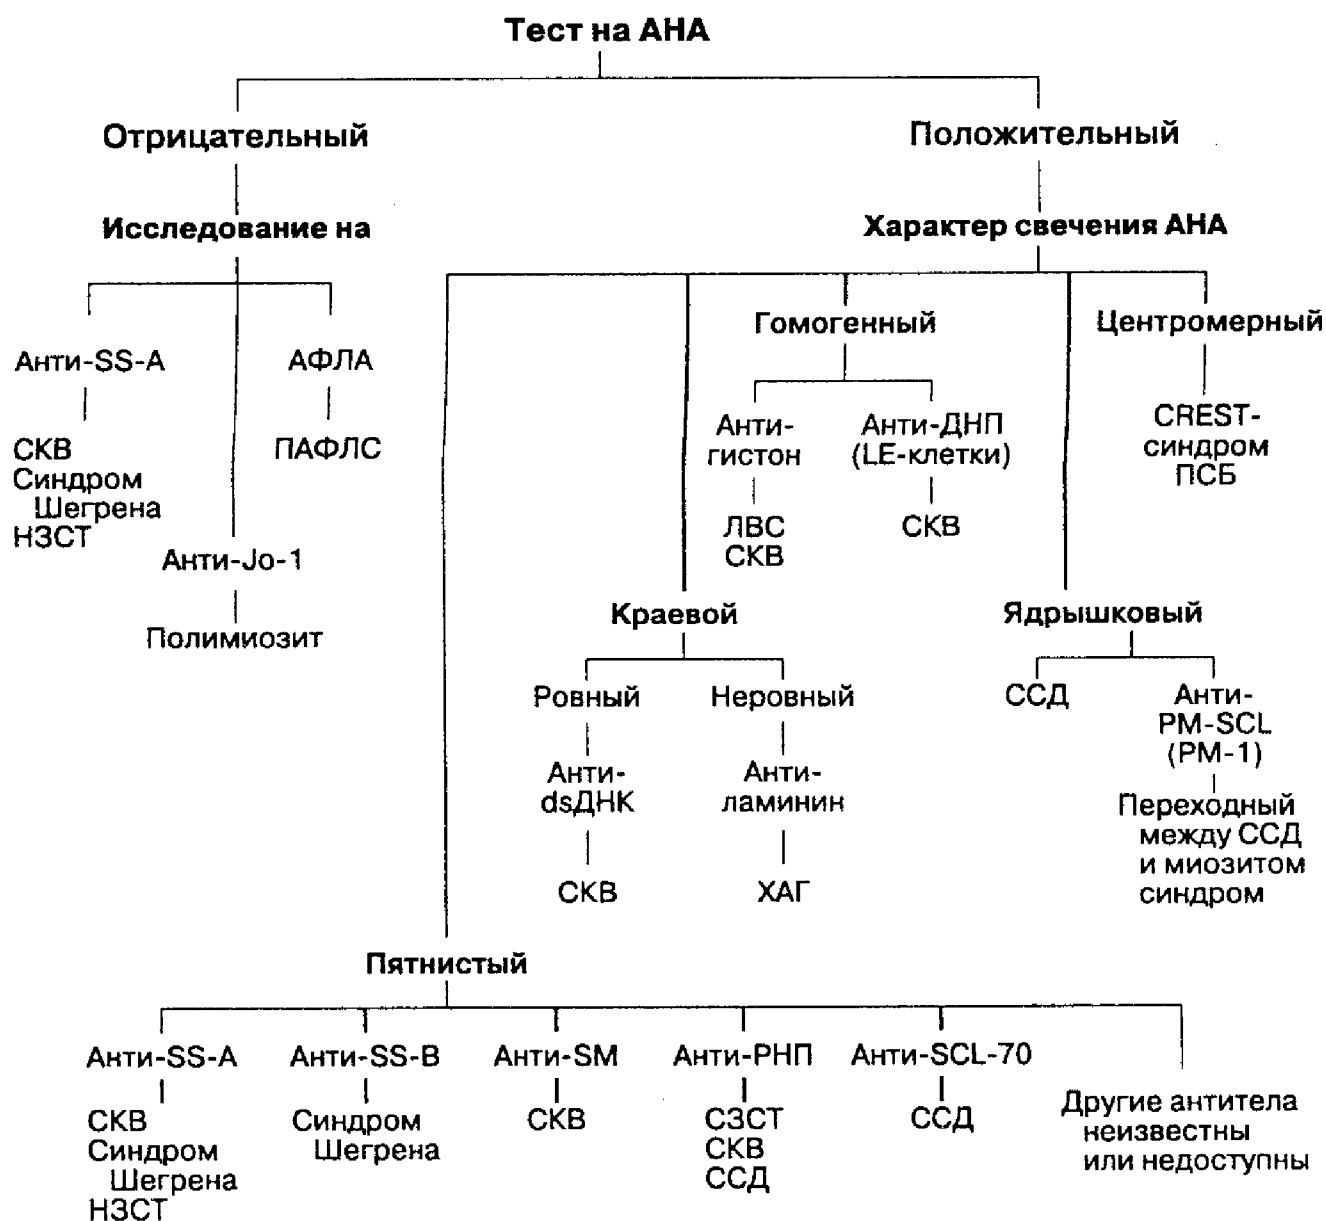 Тест на АНА
Отрицательный
Положительный
Исследование на
Характер свечения АНА
Анти-SS-A
АФЛА
СКВ
Синдром
Шегрена
НЗСТ
ПАФЛС
Анти-Jo-1
Полимиозит
Гомогенный
Центромерный
Анти-
гистон
Анти-ДНП
(LE-клетки)
CREST-
синдром
ПСБ
ЛВС
СКВ
СКВ
Краевой
Ядрышковый
Ровный
Неровный
ССД
Анти-
PM-SCL
(PM-1)
Анти-
dsДНК
Анти-
ламинин
Переходный
между ССД
и миозитом
синдром
СКВ
ХАГ
Пятнистый
Анти-SS-A
Анти-SS-B
Анти-SM
Анти-РНП
Анти-SCL-70
Другие антитела
неизвестны
или недоступны
СКВ
Синдром
Шегрена
НЗСТ
Синдром
Шегрена
СКВ
СЗСТ
СКВ
ССД
ССД